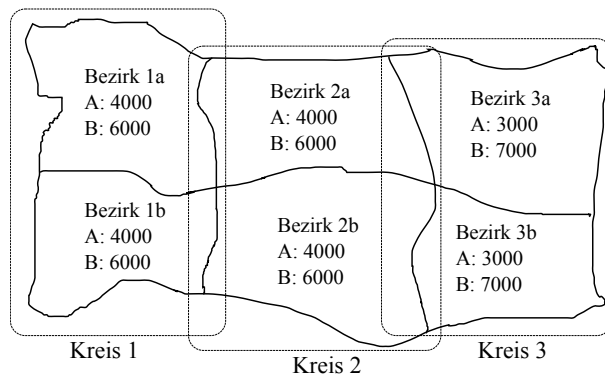 Bezirk 1a
A: 4000
B: 6000
Bezirk 2a
A: 4000
B: 6000
Bezirk 3a
A: 3000
B: 7000
Bezirk 1b
A: 4000
B: 6000
Bezirk 2b
A: 4000
B: 6000
Bezirk 3b
A: 3000
B: 7000
Kreis 1
Kreis 2
Kreis 3